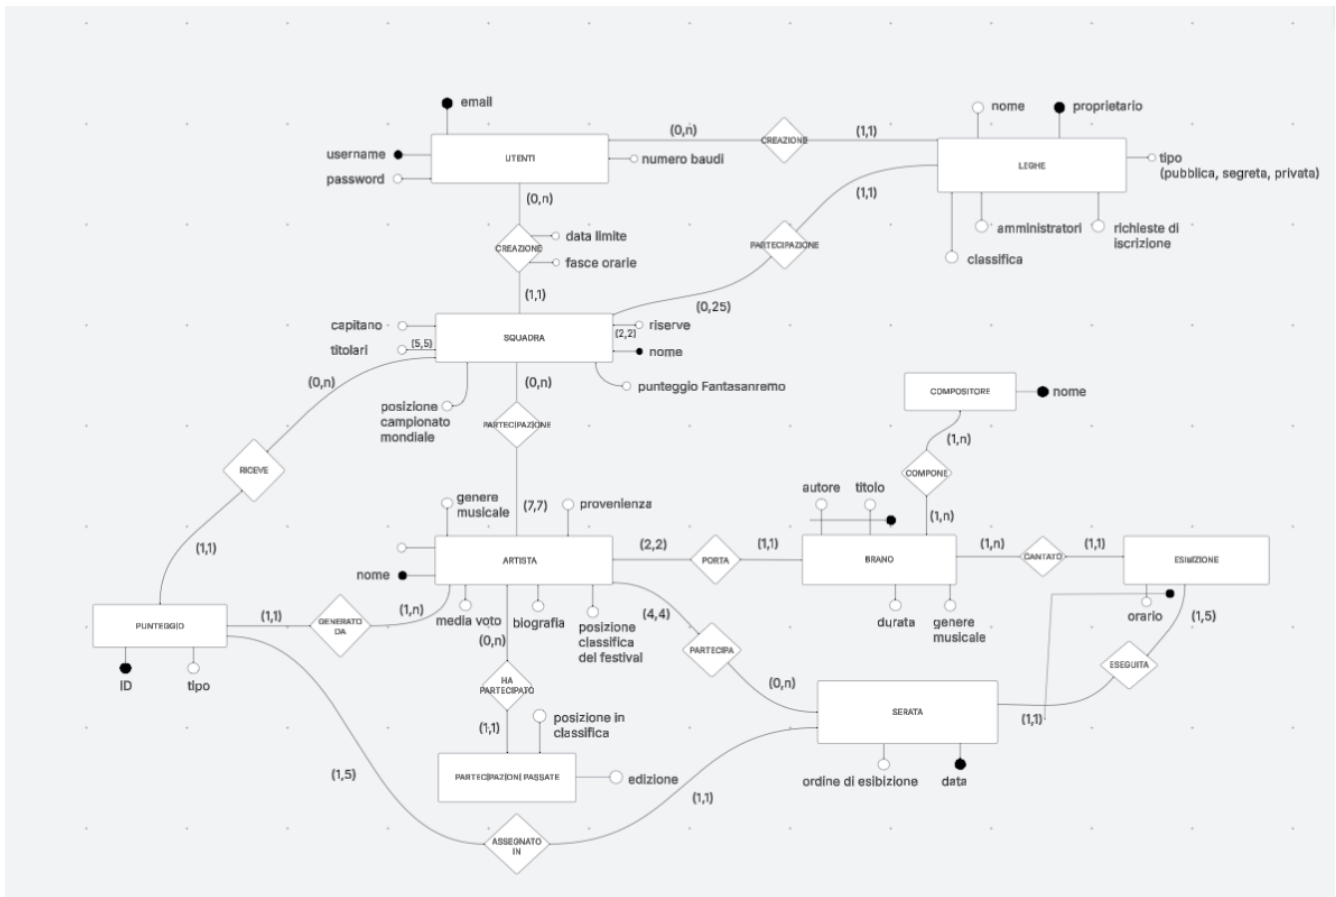 email
nome
proprietario
(0,n)
CREAZIONE
(1,1)
username
UTENTI
numero baudi
LEGHE
tipo
(pubblica, segreta, privata)
password
(0,n)
(1,1)
CREAZIONE
data limite
fasce orarie
PARTECIPAZIONE
amministratori
richieste di
iscrizione
classifica
(1,1)
(0,25)
capitano
titolari
(5,5)
SQUADRA
riserve
(2,2)
nome
(0,n)
(0,n)
punteggio Fantasanremo
posizione
campionato
mondiale
PARTECIPAZIONE
COMPOSITORE
nome
(1,n)
RICEVE
COMPONE
autore
titolo
genere
musicale
(7,7)
provenienza
(1,n)
(1,1)
(2,2)
(1,1)
(1,n)
(1,1)
nome
ARTISTA
PORTA
BRANO
CANTATO
ESIBIZIONE
PUNTEGGIO
(1,1)
GENERATO
DA
(1,n)
media voto
biografia
posizione
classifica
del festival
(4,4)
durata
genere
musicale
orario
(1,5)
(0,n)
PARTECIPA
ESEGUITA
ID
tipo
HA
PARTECIPATO
(0,n)
SERATA
(1,1)
(1,1)
posizione in
classifica
PARTECIPAZIONI PASSATE
edizione
ordine di esibizione
data
(1,5)
(1,1)
ASSEGNATO
IN